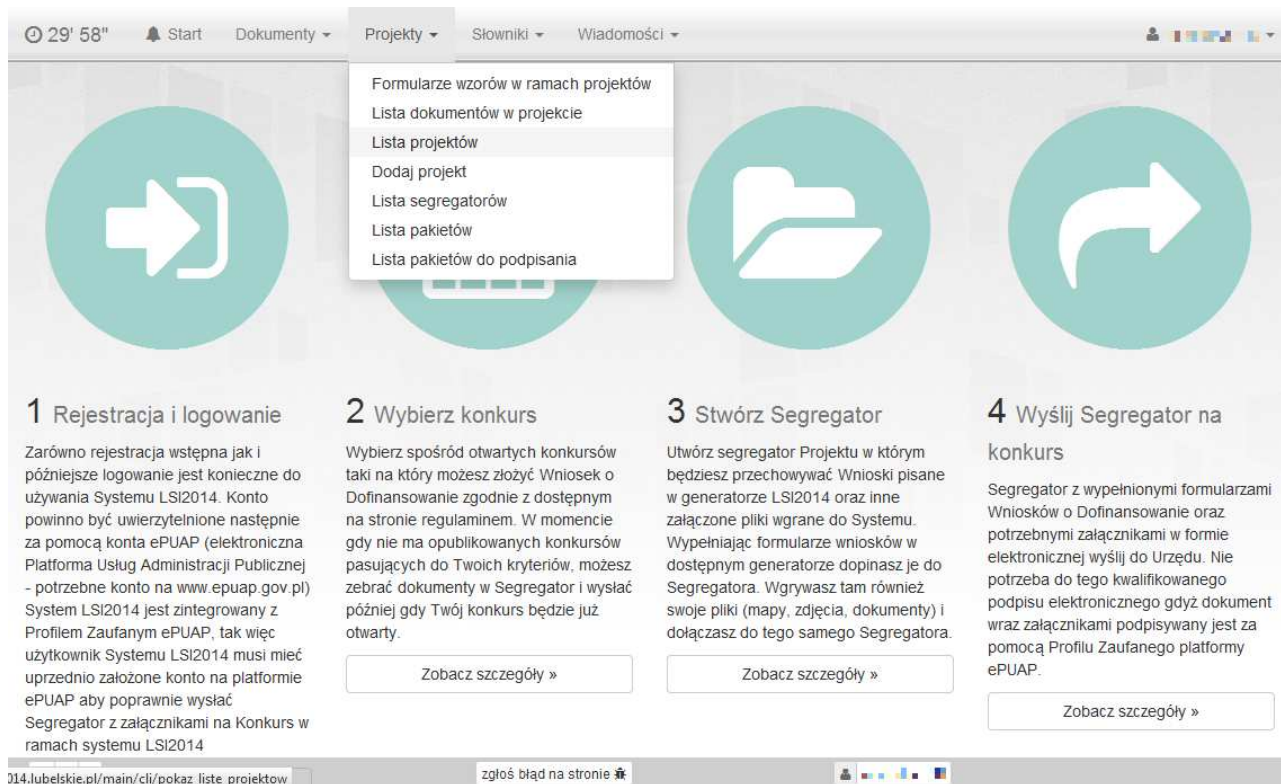 29' 58"
Start
Dokumenty
Projekty
Słowniki
Wiadomości
Formularze wzorów w ramach projektów
Lista dokumentów w projekcie
Lista projektów
Dodaj projekt
Lista segregatorów
Lista pakietów
Lista pakietów do podpisania
1 Rejestracja i logowanie
Zarówno rejestracja wstępna jak i
późniejsze logowanie jest konieczne do
używania Systemu LSI2014. Konto
powinno być uwierzytelnione następnie
za pomocą konta ePUAP (elektroniczna
Platforma Usług Administracji Publicznej
- potrzebne konto na www.epuap.gov.pl)
System LSI2014 jest zintegrowany z
Profilem Zaufanym ePUAP, tak więc
użytkownik Systemu LSI2014 musi mieć
uprzednio założone konto na platformie
ePUAP aby poprawnie wysłać
Segregator z załącznikami na Konkurs w
ramach systemu LSI2014
2 Wybierz konkurs
Wybierz spośród otwartych konkursów
taki na który możesz złożyć Wniosek o
Dofinansowanie zgodnie z dostępnym
na stronie regulaminem. W momencie
gdy nie ma opublikowanych konkursów
pasujących do Twoich kryteriów, możesz
zebrać dokumenty w Segregator i wysłać
później gdy Twój konkurs będzie już
otwarty.
Zobacz szczegóły »
3 Stwórz Segregator
Utwórz segregator Projektu w którym
będziesz przechowywać Wnioski pisane
w generatorze LSI2014 oraz inne
załączone pliki wgrane do Systemu.
Wypełniając formularze wniosków w
dostępnym generatorze dopinasz je do
Segregatora. Wgrywasz tam również
swoje pliki (mapy, zdjęcia, dokumenty) i
dołączasz do tego samego Segregatora.
Zobacz szczegóły »
4 Wyślij Segregator na
konkurs
Segregator z wypełnionymi formularzami
Wniosków o Dofinansowanie oraz
potrzebnymi załącznikami w formie
elektronicznej wyślij do Urzędu. Nie
potrzeba do tego kwalifikowanego
podpisu elektronicznego gdyż dokument
wraz załącznikami podpisywany jest za
pomocą Profilu Zaufanego platformy
ePUAP.
Zobacz szczegóły »
014.lubelskie.pl/main/cli/pokaz_liste_projektow
zgłoś błąd na stronie